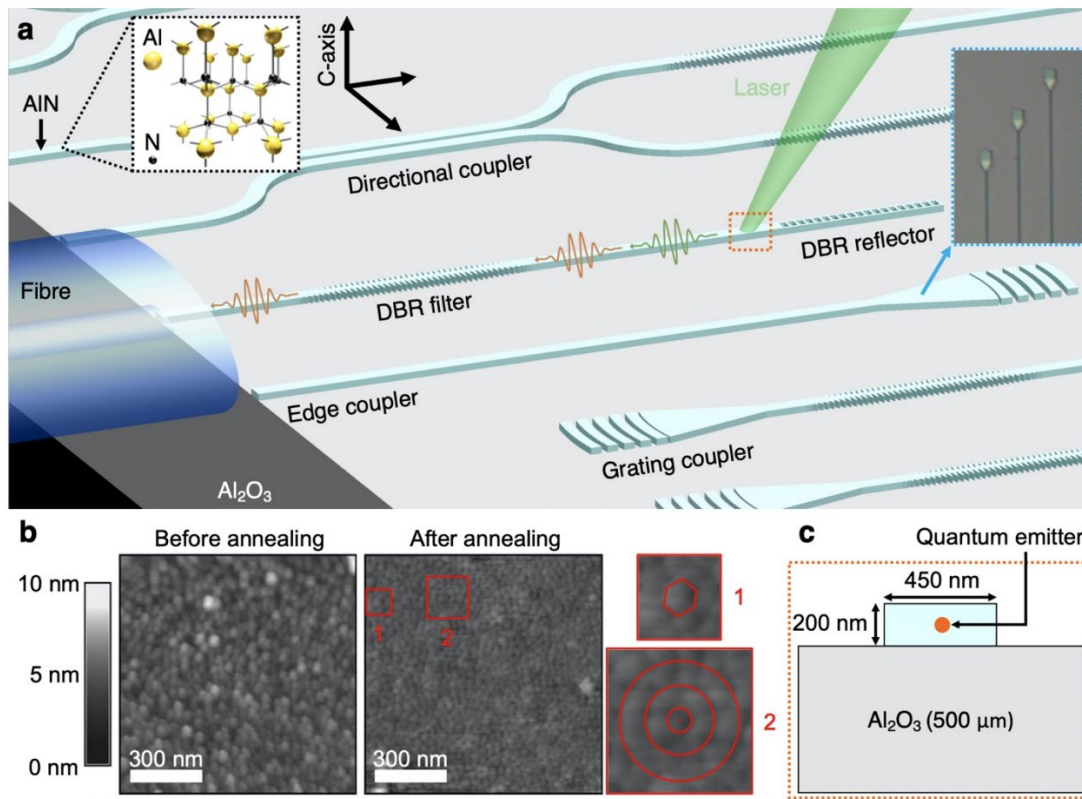 a
Al
AlN
N
C-axis
Laser
Directional coupler
DBR reflector
Fibre
DBR filter
Edge coupler
Grating coupler
Al₂O₃
b
Before annealing
After annealing
10 nm
5 nm
0 nm
300 nm
300 nm
1
2
1
2
c
Quantum emitter
450 nm
200 nm
Al₂O₃ (500 μm)